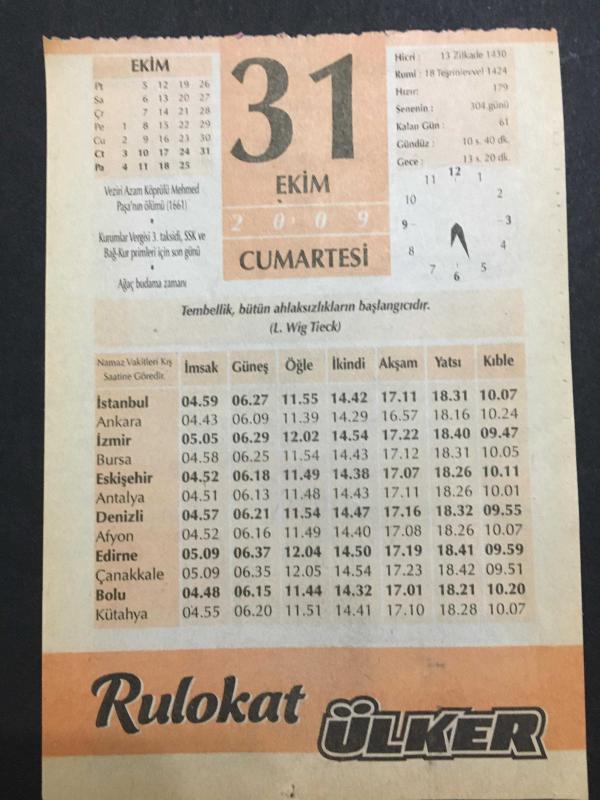 EKİM
Pt 5 12 19 26
Sa 6 13 20 27
Çr 7 14 21 28
Pe 1 8 15 22 29
Cu 2 9 16 23 30
Ct 3 10 17 24 31
Pa 4 11 18 25
Veziri Azam Köprülü Mehmed
Paşa'nın ölümü (1661)
Kurumlar Vergisi 3. taksidi, SSK ve
Bağ-Kur primleri için son günü
Ağaç budama zamanı
31
EKİM
2 0 0 9
CUMARTESİ
Hicri : 13 Zilkade 1430
Rumi : 18 Teşrinievvel 1424
Hızır: 179
Senenin : 304.günü
Kalan Gün : 61
Gündüz : 10 s. 40 dk.
Gece : 13 s. 20 dk.
11 12 1
10 2
9 3
8 4
7 6 5
Tembellik, bütün ahlaksızlıkların başlangıcıdır.
(L. Wig Tieck)
Namaz Vakitleri Kış
Saatine Göredir.
İmsak Güneş Öğle İkindi Akşam Yatsı Kıble
İstanbul 04.59 06.27 11.55 14.42 17.11 18.31 10.07
Ankara 04.43 06.09 11.39 14.29 16.57 18.16 10.24
İzmir 05.05 06.29 12.02 14.54 17.22 18.40 09.47
Bursa 04.58 06.25 11.54 14.43 17.12 18.31 10.05
Eskişehir 04.52 06.18 11.49 14.38 17.07 18.26 10.11
Antalya 04.51 06.13 11.48 14.43 17.11 18.26 10.01
Denizli 04.57 06.21 11.54 14.47 17.16 18.32 09.55
Afyon 04.52 06.16 11.49 14.40 17.08 18.26 10.07
Edirne 05.09 06.37 12.04 14.50 17.19 18.41 09.59
Çanakkale 05.09 06.35 12.05 14.54 17.23 18.42 09.51
Bolu 04.48 06.15 11.44 14.32 17.01 18.21 10.20
Kütahya 04.55 06.20 11.51 14.41 17.10 18.28 10.07
Rulokat ÜLKER